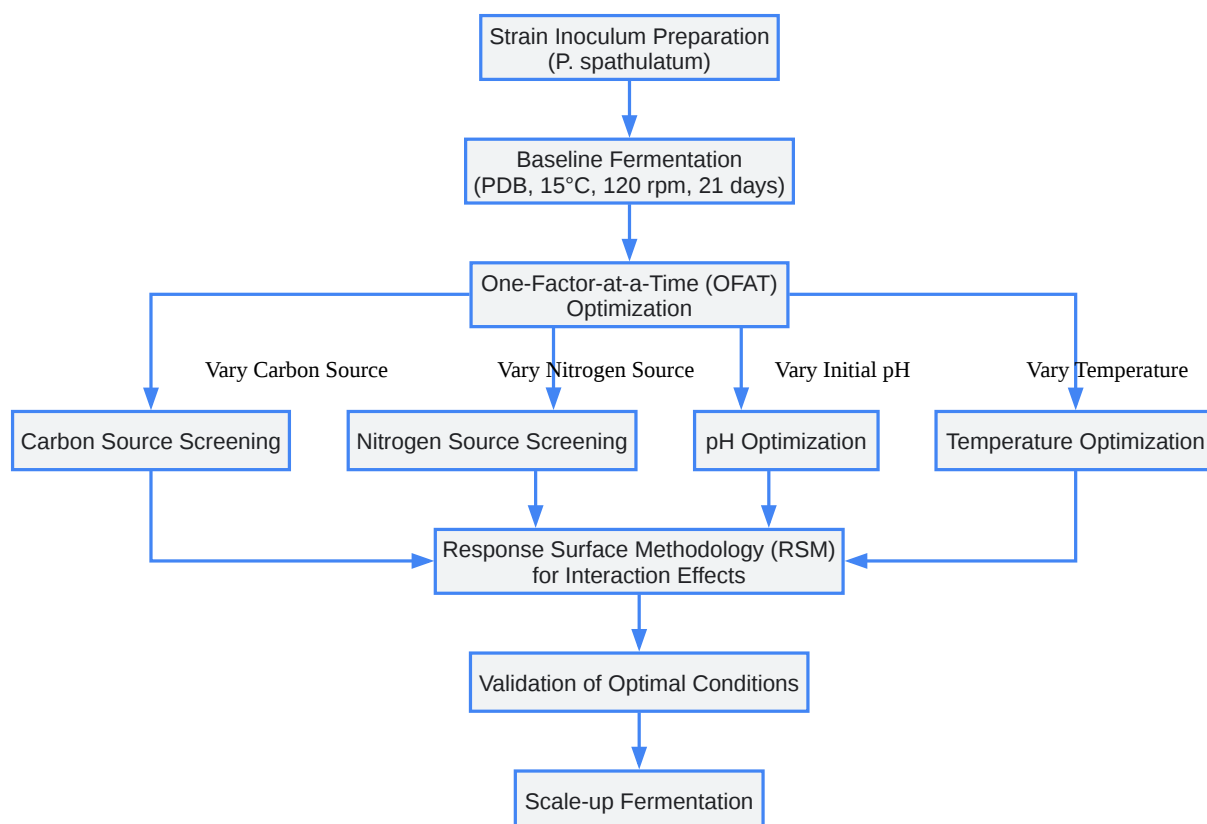 Strain Inoculum Preparation
(P. spathulatum)
Baseline Fermentation
(PDB, 15°C, 120 rpm, 21 days)
One-Factor-at-a-Time (OFAT)
Optimization
Vary Carbon Source
Vary Nitrogen Source
Vary Initial pH
Vary Temperature
Carbon Source Screening
Nitrogen Source Screening
pH Optimization
Temperature Optimization
Response Surface Methodology (RSM)
for Interaction Effects
Validation of Optimal Conditions
Scale-up Fermentation